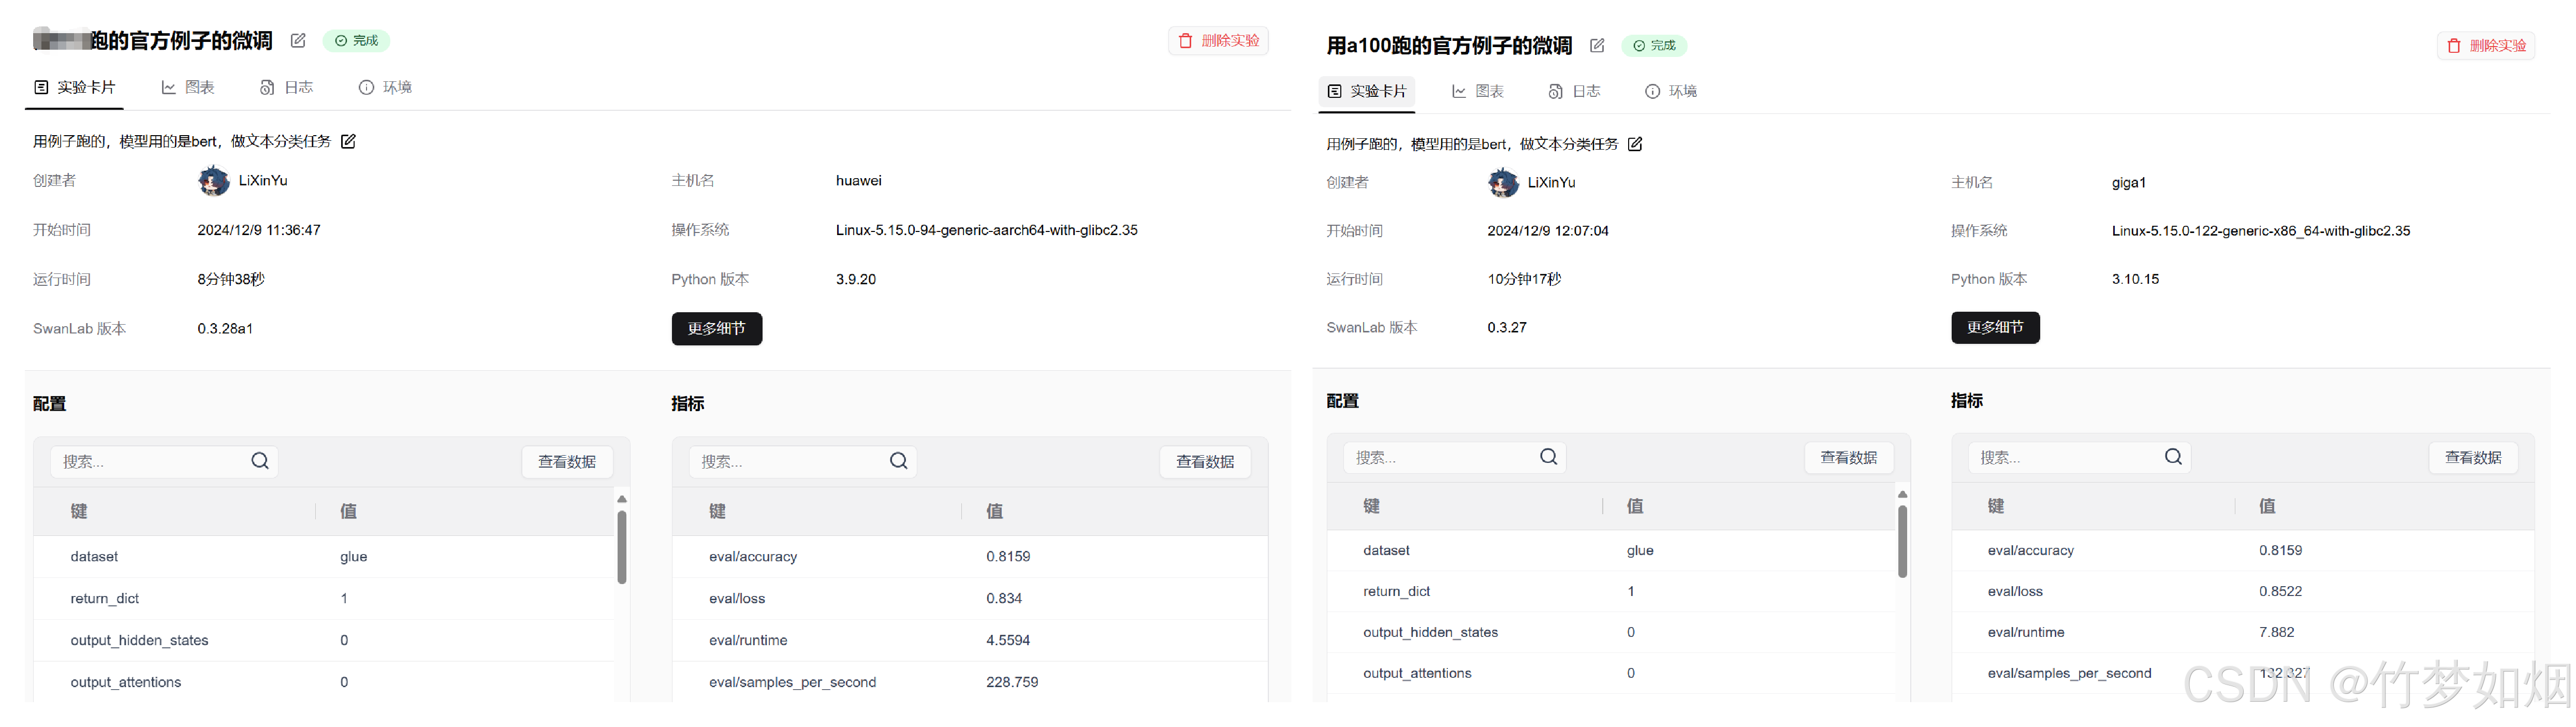 跑的官方例子的微调 完成 删除实验
实验卡片 图表 日志 环境
用例子跑的，模型用的是bert，做文本分类任务
创建者 LiXinYu 主机名 huawei
开始时间 2024/12/9 11:36:47 操作系统 Linux-5.15.0-94-generic-aarch64-with-glibc2.35
运行时间 8分钟38秒 Python 版本 3.9.20
SwanLab 版本 0.3.28a1 更多细节
配置 指标
搜索... 查看数据 搜索... 查看数据
键 值 键 值
dataset glue eval/accuracy 0.8159
return_dict 1 eval/loss 0.834
output_hidden_states 0 eval/runtime 4.5594
output_attentions 0 eval/samples_per_second 228.759
用a100跑的官方例子的微调 完成 删除实验
实验卡片 图表 日志 环境
用例子跑的，模型用的是bert，做文本分类任务
创建者 LiXinYu 主机名 giga1
开始时间 2024/12/9 12:07:04 操作系统 Linux-5.15.0-122-generic-x86_64-with-glibc2.35
运行时间 10分钟17秒 Python 版本 3.10.15
SwanLab 版本 0.3.27 更多细节
配置 指标
搜索... 查看数据 搜索... 查看数据
键 值 键 值
dataset glue eval/accuracy 0.8159
return_dict 1 eval/loss 0.8522
output_hidden_states 0 eval/runtime 7.882
output_attentions 0 eval/samples_per_second 132.327
CSDN @竹梦如烟